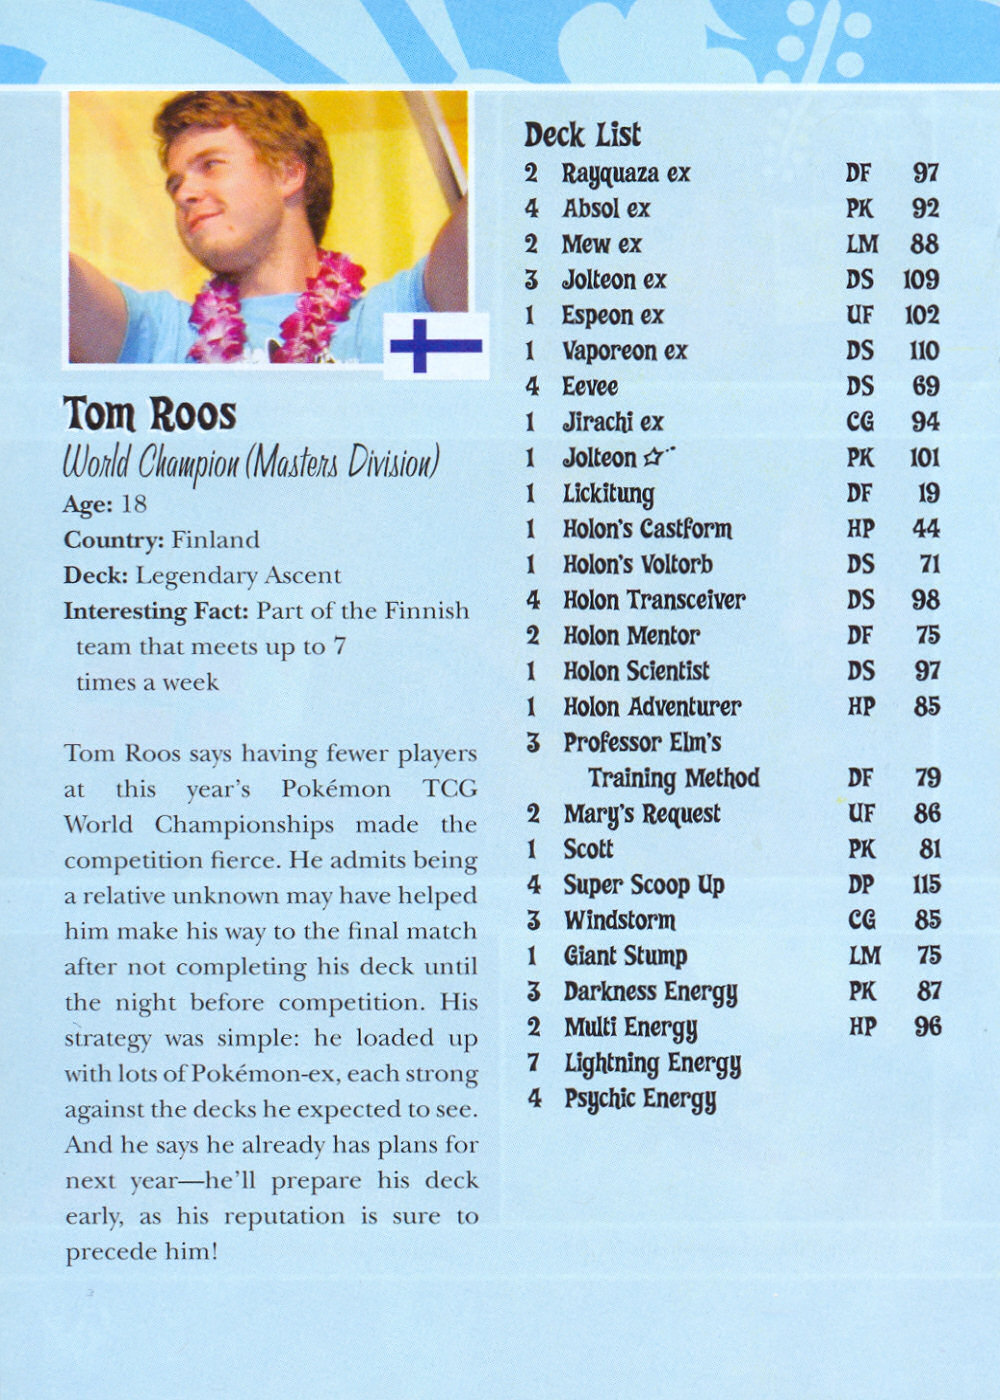 Tom Roos
World Champion (Masters Division)
Age: 18
Country: Finland
Deck: Legendary Ascent
Interesting Fact: Part of the Finnish
team that meets up to 7
times a week
Tom Roos says having fewer players
at this year's Pokémon TCG
World Championships made the
competition fierce. He admits being
a relative unknown may have helped
him make his way to the final match
after not completing his deck until
the night before competition. His
strategy was simple: he loaded up
with lots of Pokémon-ex, each strong
against the decks he expected to see.
And he says he already has plans for
next year—he'll prepare his deck
early, as his reputation is sure to
precede him!
Deck List
2 Rayquaza ex DF 97
4 Absol ex PK 92
2 Mew ex LM 88
3 Jolteon ex DS 109
1 Espeon ex UF 102
1 Vaporeon ex DS 110
4 Eevee DS 69
1 Jirachi ex CG 94
1 Jolteon ☆ PK 101
1 Lickitung DF 19
1 Holon's Castform HP 44
1 Holon's Voltorb DS 71
4 Holon Transceiver DS 98
2 Holon Mentor DF 75
1 Holon Scientist DS 97
1 Holon Adventurer HP 85
3 Professor Elm's
Training Method DF 79
2 Mary's Request UF 86
1 Scott PK 81
4 Super Scoop Up DP 115
3 Windstorm CG 85
1 Giant Stump LM 75
3 Darkness Energy PK 87
2 Multi Energy HP 96
7 Lightning Energy
4 Psychic Energy